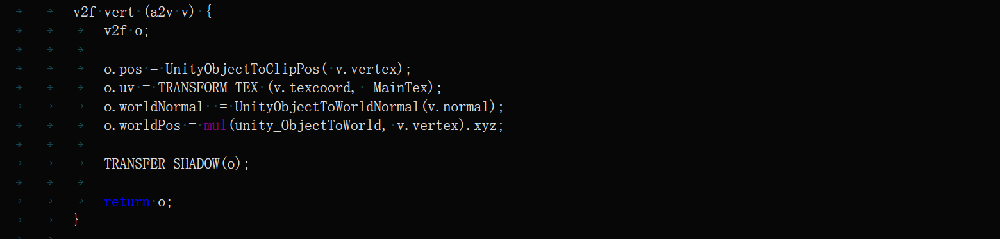 v2f vert (a2v v) {
v2f o;
o.pos = UnityObjectToClipPos( v.vertex);
o.uv = TRANSFORM_TEX (v.texcoord, _MainTex);
o.worldNormal  = UnityObjectToWorldNormal(v.normal);
o.worldPos = mul(unity_ObjectToWorld, v.vertex).xyz;
TRANSFER_SHADOW(o);
return o;
}